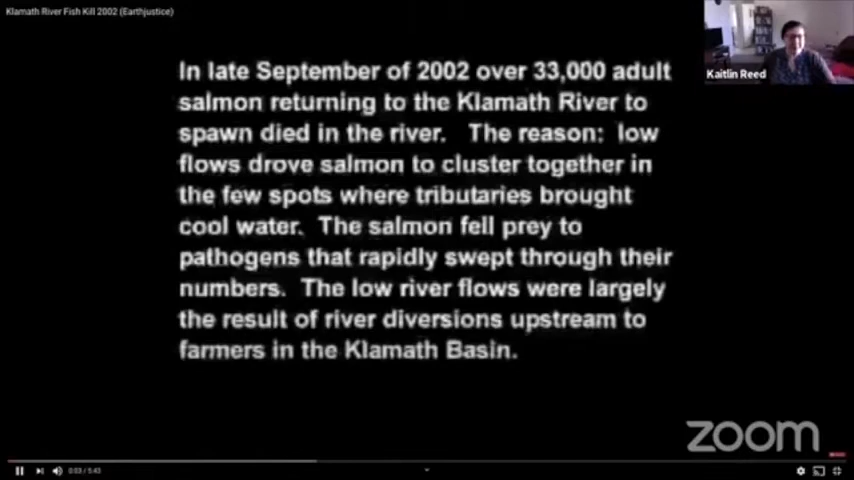 Klamath River Fish Kill 2002 (Earthjustice)
Kaitlin Reed
In late September of 2002 over 33,000 adult
salmon returning to the Klamath River to
spawn died in the river. The reason: low
flows drove salmon to cluster together in
the few spots where tributaries brought
cool water. The salmon fell prey to
pathogens that rapidly swept through their
numbers. The low river flows were largely
the result of river diversions upstream to
farmers in the Klamath Basin.
zoom
0:03 / 5:43